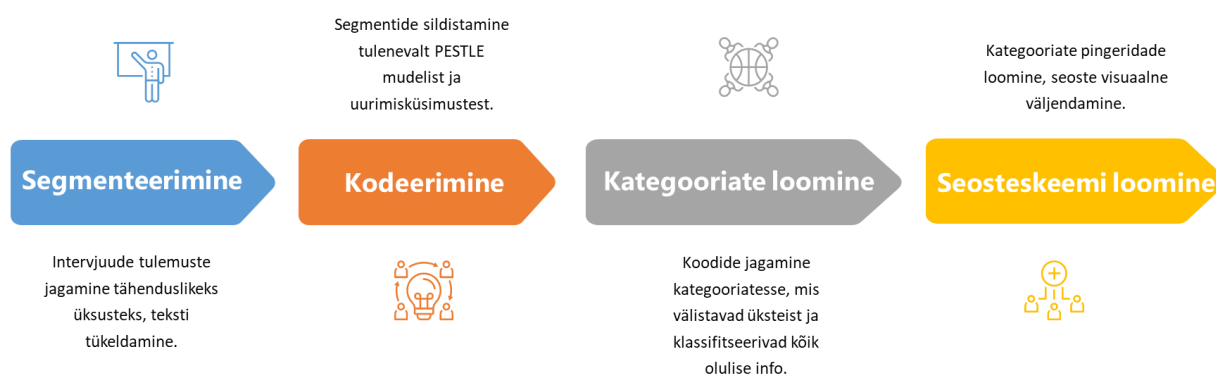 Segmenteerimine
Intervjuude tulemuste
jagamine tähenduslikeks
üksusteks, teksti
tükeldamine.
Segmentide sildistamine
tulenevalt PESTLE
mudelist ja
uurimisküsimustest.
Kodeerimine
Kategooriate loomine
Koodide jagamine
kategooriatesse, mis
välistavad üksteist ja
klassifitseerivad kõik
olulise info.
Kategooriate pingeridade
loomine, seoste visuaalne
väljendamine.
Seosteskeemi loomine